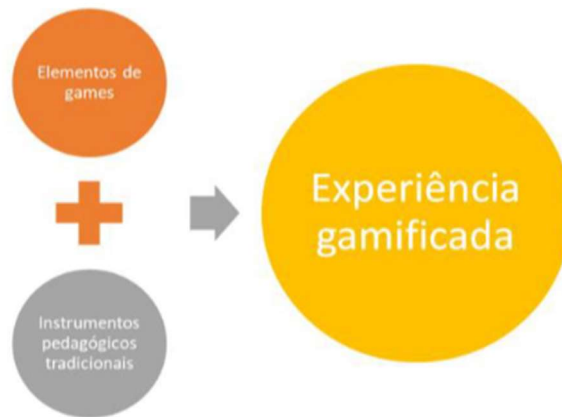 Elementos de
games
Instrumentos
pedagógicos
tradicionais
Experiência
gamificada